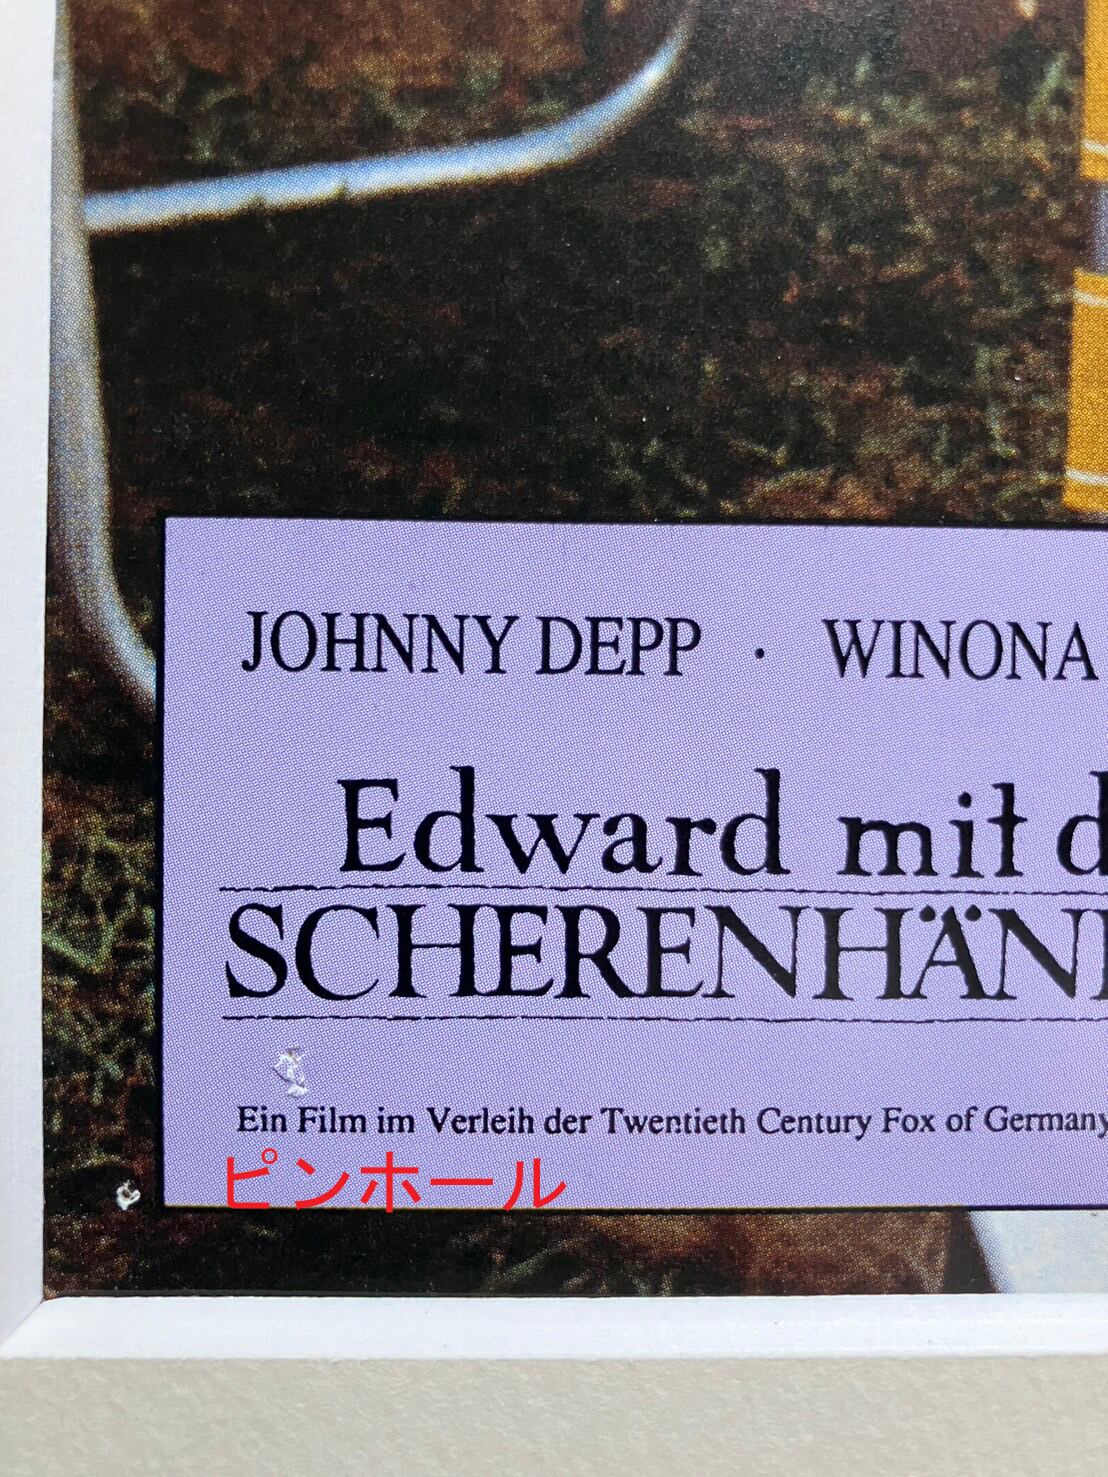 JOHNNY DEPP · WINONA
Edward mit d
SCHERENHÄN
Ein Film im Verleih der Twentieth Century Fox of Germany
ピンホール